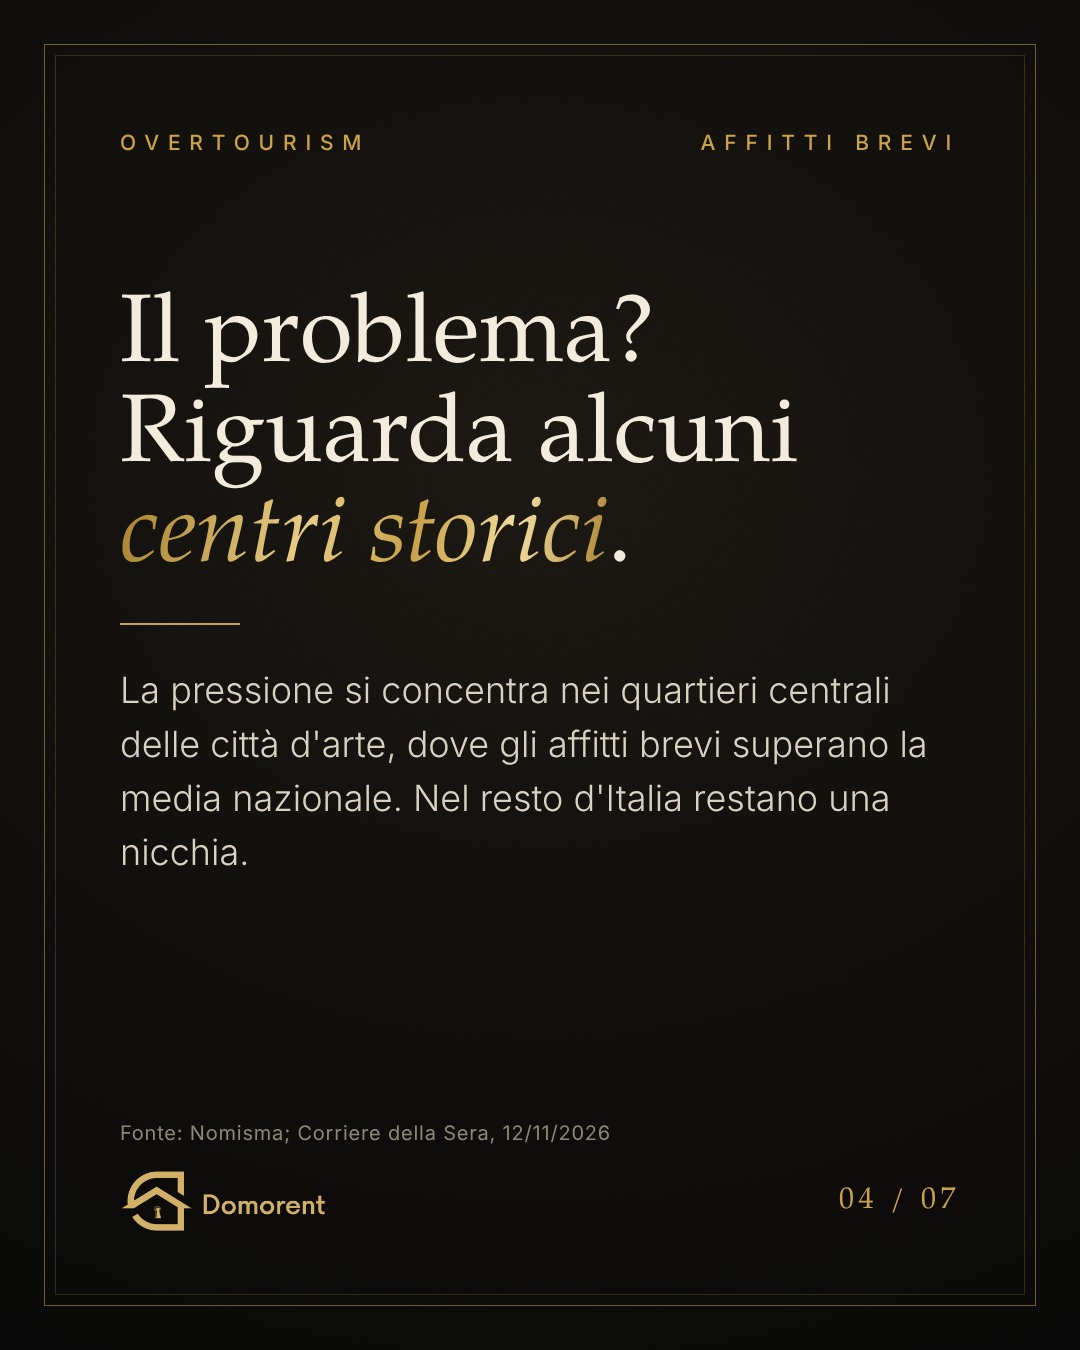 OVERTOURISM
AFFITTI BREVI
Il problema?
Riguarda alcuni
centri storici.
La pressione si concentra nei quartieri centrali
delle città d'arte, dove gli affitti brevi superano la
media nazionale. Nel resto d'Italia restano una
nicchia.
Fonte: Nomisma; Corriere della Sera, 12/11/2026
Domorent
04 / 07